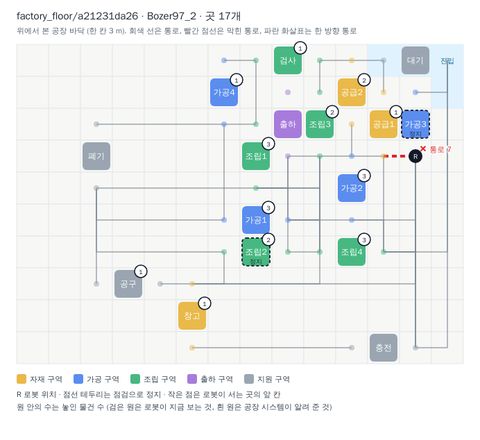 factory_floor/a21231da26 · Bozer97_2 · 곳 17개
위에서 본 공장 바닥 (한 칸 3 m). 회색 선은 통로, 빨간 점선은 막힌 통로, 파란 화살표는 한 방향 통로
검사 1
대기
진입
가공4 1
공급2 2
출하
조립3 2
공급1 1
가공3
정지
폐기
조립1 3
R
✕ 통로 7
가공2 3
가공1 3
조립2 2
정지
조립4 3
공구 1
창고 1
충전
자재 구역
가공 구역
조립 구역
출하 구역
지원 구역
R 로봇 위치 · 점선 테두리는 점검으로 정지 · 작은 점은 로봇이 서는 곳의 앞 칸
원 안의 수는 놓인 물건 수 (검은 원은 로봇이 지금 보는 것, 흰 원은 공장 시스템이 알려 준 것)